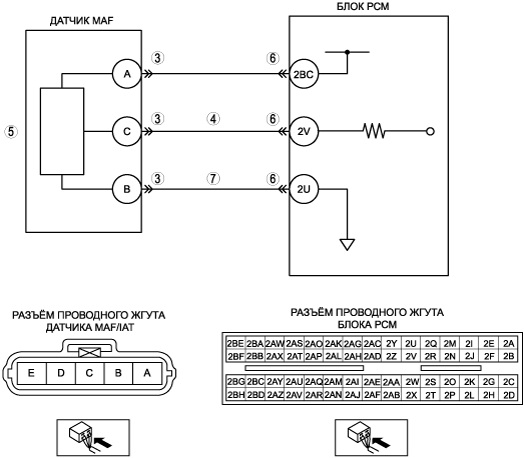 ДАТЧИК MAF
БЛОК PCM
3 6
A 2BC
3 4 6
5 C 2V
3 7 6
B 2U
РАЗЪЁМ ПРОВОДНОГО ЖГУТА
ДАТЧИКА MAF/IAT
E D C B A
РАЗЪЁМ ПРОВОДНОГО ЖГУТА
БЛОКА PCM
2BE 2BA 2AW 2AS 2AO 2AK 2AG 2AC 2Y 2U 2Q 2M 2I 2E 2A
2BF 2BB 2AX 2AT 2AP 2AL 2AH 2AD 2Z 2V 2R 2N 2J 2F 2B
2BG 2BC 2AY 2AU 2AQ 2AM 2AI 2AE 2AA 2W 2S 2O 2K 2G 2C
2BH 2BD 2AZ 2AV 2AR 2AN 2AJ 2AF 2AB 2X 2T 2P 2L 2H 2D